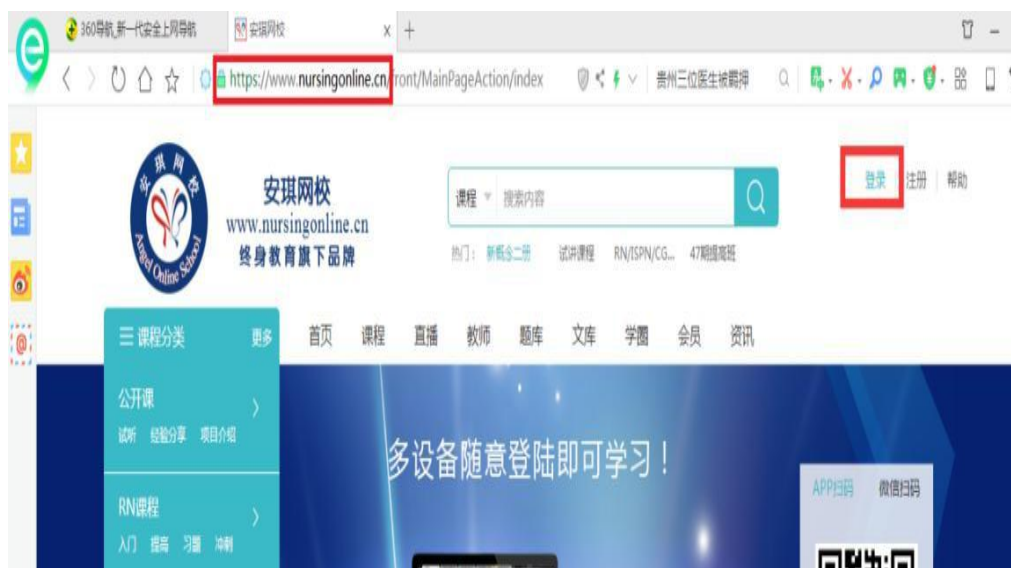 360导航_新一代安全上网导航
安琪网校
https://www.nursingonline.cn/front/MainPageAction/index
贵州三位医生被羁押
安琪网校
Angel Online School
安琪网校
www.nursingonline.cn
终身教育旗下品牌
课程
搜索内容
登录 注册 帮助
热门: 新概念二册 试讲课程 RN/ISPN/CG... 47期提高班
课程分类 更多
首页 课程 直播 教师 题库 文库 学圈 会员 资讯
公开课
试听 经验分享 项目介绍
RN课程
入门 提高 习题 冲刺
多设备随意登陆即可学习!
APP扫码 微信扫码